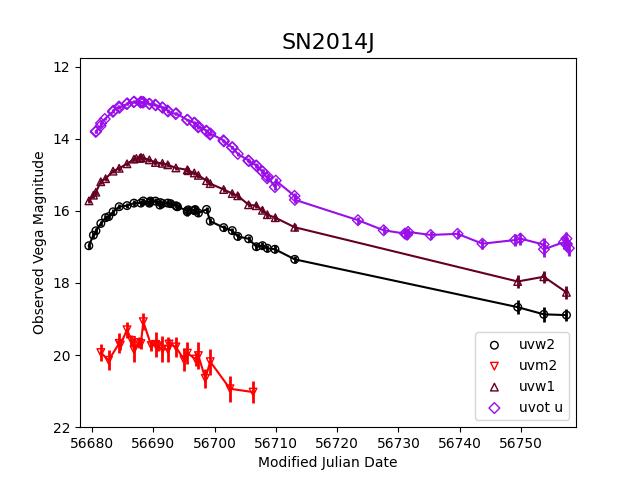 SN2014J
12
14
16
18
20
22
Observed Vega Magnitude
56680 56690 56700 56710 56720 56730 56740 56750
Modified Julian Date
uvw2
uvm2
uvw1
uvot u